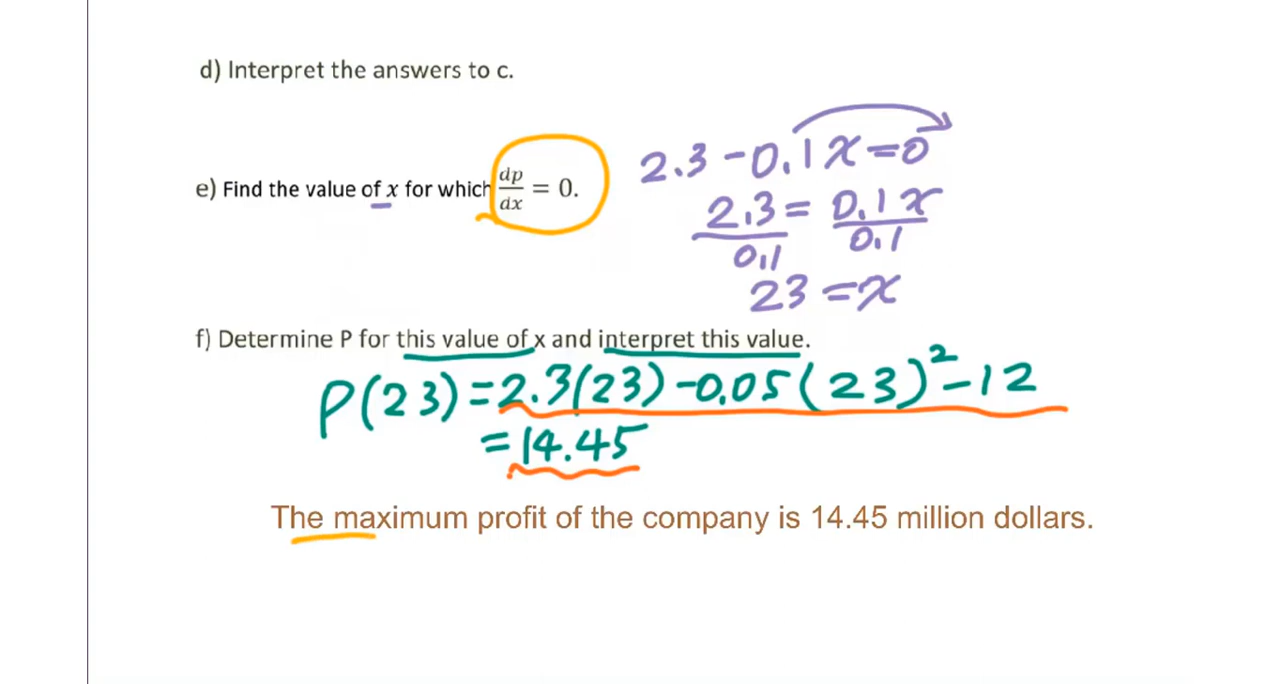 d) Interpret the answers to c.
2.3 - 0.1x = 0
e) Find the value of x for which dp/dx = 0.
2.3/0.1 = 0.1x/0.1
23 = x
f) Determine P for this value of x and interpret this value.
P(23) = 2.3(23) - 0.05(23)² - 12
= 14.45
The maximum profit of the company is 14.45 million dollars.